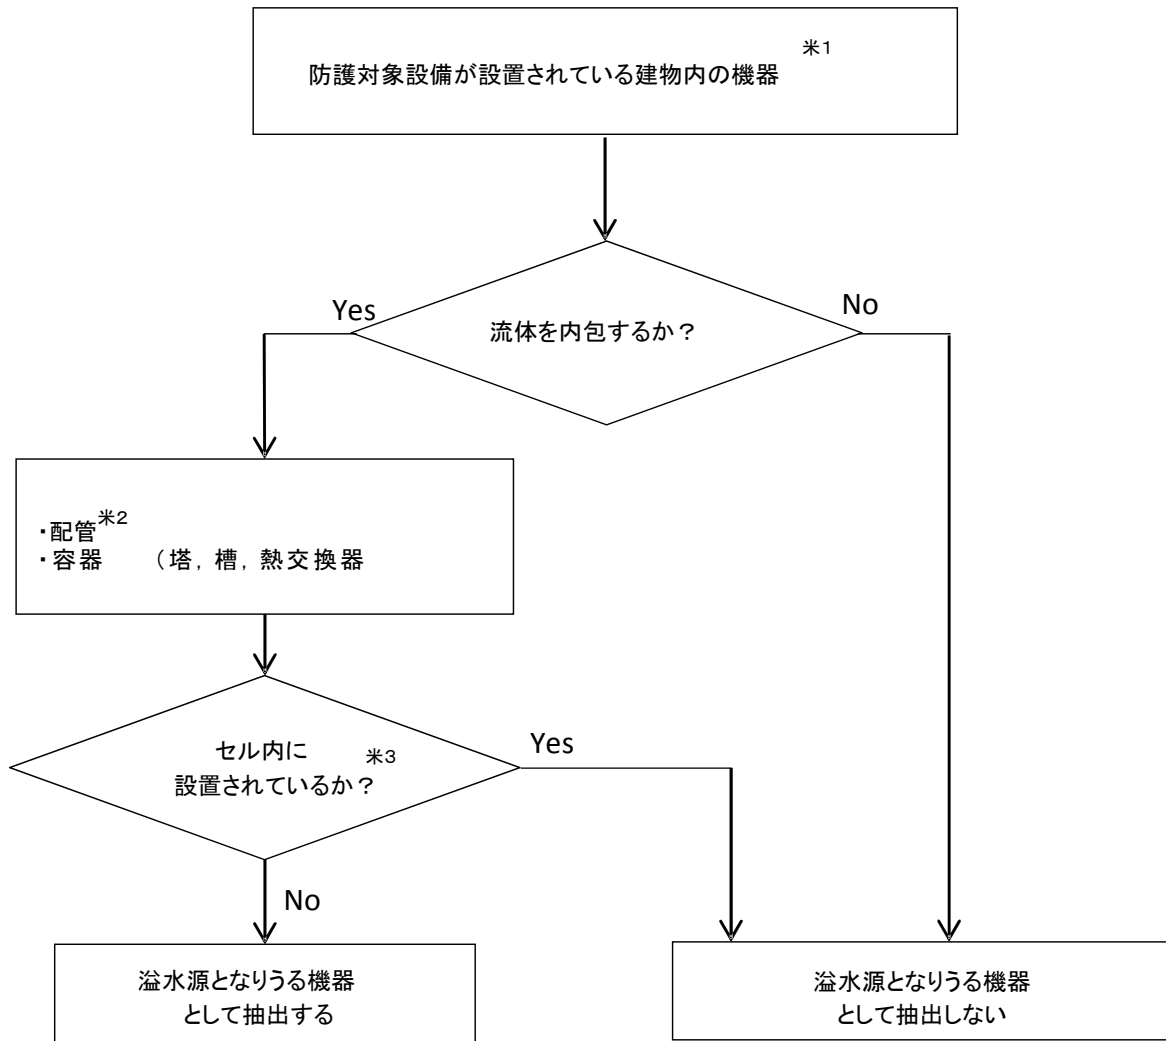 米1
防護対象設備が設置されている建物内の機器
Yes
No
流体を内包するか?
・配管米2
・容器 (塔, 槽, 熱交換器
セル内に
設置されているか? 米3
Yes
No
溢水源となりうる機器
として抽出する
溢水源となりうる機器
として抽出しない